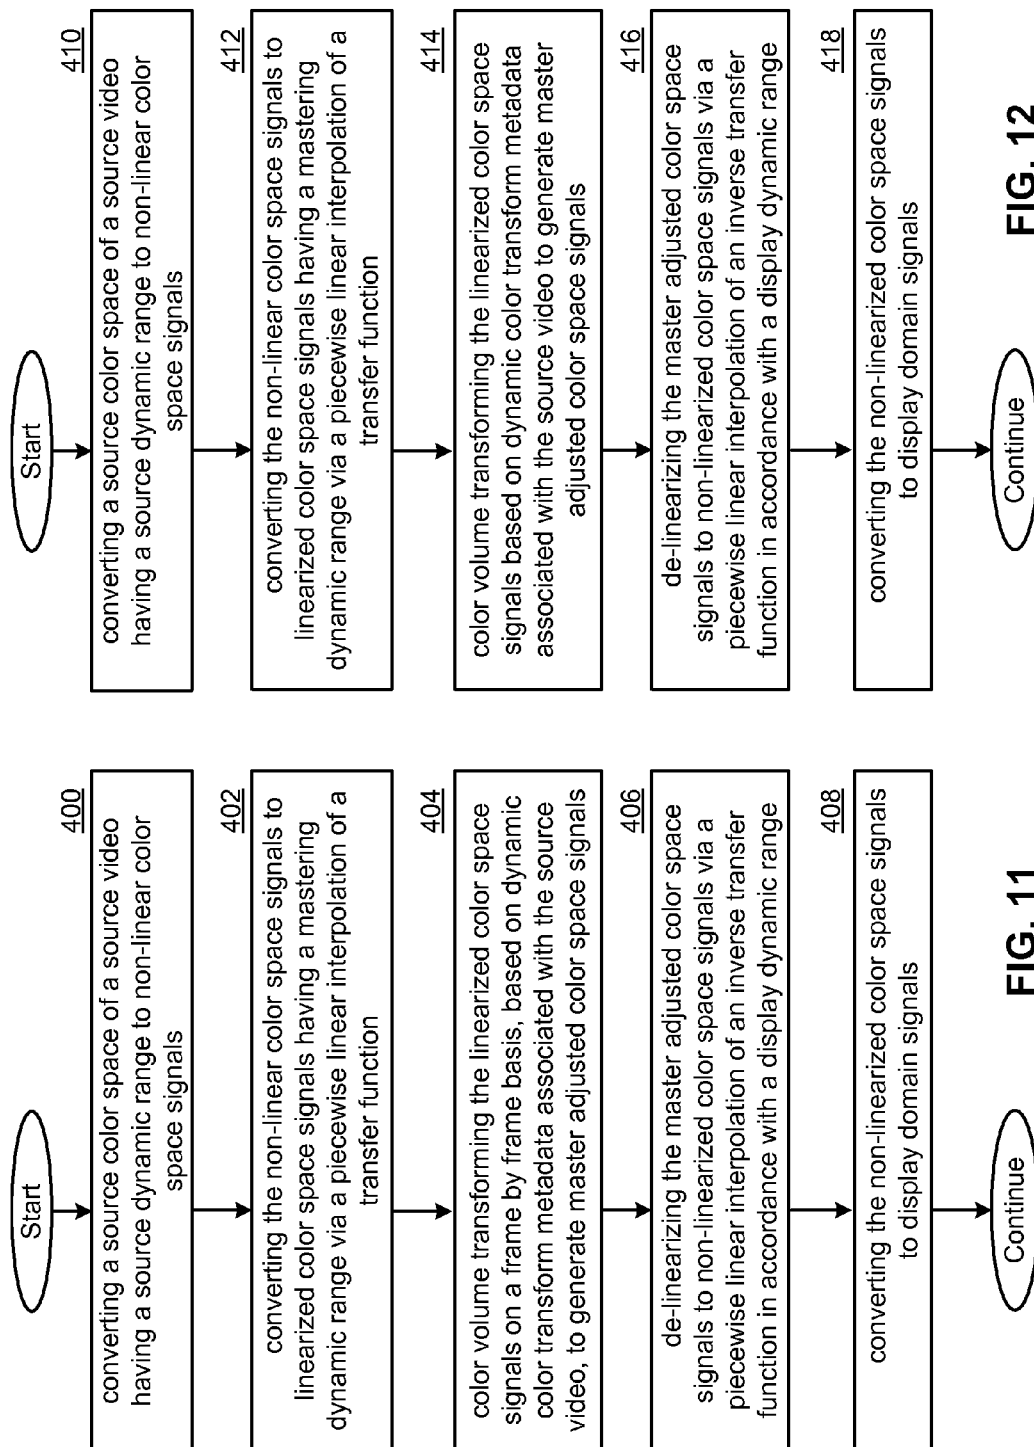 Start
400
converting a source color space of a source video
having a source dynamic range to non-linear color
space signals
402
converting the non-linear color space signals to
linearized color space signals having a mastering
dynamic range via a piecewise linear interpolation of a
transfer function
404
color volume transforming the linearized color space
signals on a frame by frame basis, based on dynamic
color transform metadata associated with the source
video, to generate master adjusted color space signals
406
de-linearizing the master adjusted color space
signals to non-linearized color space signals via a
piecewise linear interpolation of an inverse transfer
function in accordance with a display dynamic range
408
converting the non-linearized color space signals
to display domain signals
Continue
FIG. 11
Start
410
converting a source color space of a source video
having a source dynamic range to non-linear color
space signals
412
converting the non-linear color space signals to
linearized color space signals having a mastering
dynamic range via a piecewise linear interpolation of a
transfer function
414
color volume transforming the linearized color space
signals based on dynamic color transform metadata
associated with the source video to generate master
adjusted color space signals
416
de-linearizing the master adjusted color space
signals to non-linearized color space signals via a
piecewise linear interpolation of an inverse transfer
function in accordance with a display dynamic range
418
converting the non-linearized color space signals
to display domain signals
Continue
FIG. 12